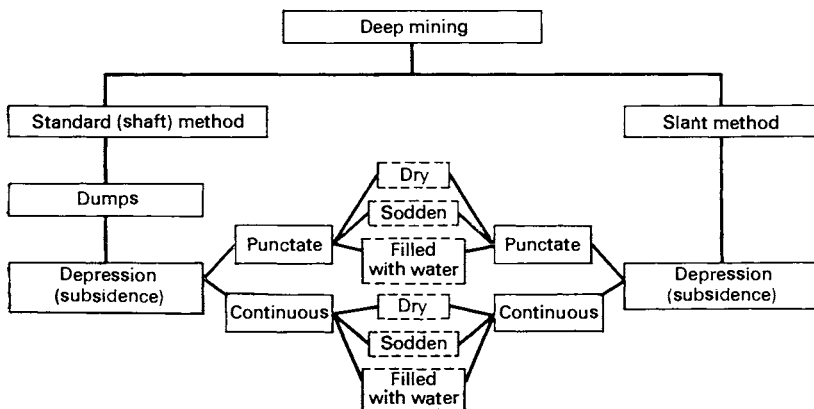 Deep mining
Standard (shaft) method
Slant method
Dry
Dumps
Sodden
Punctate
Filled
with water
Punctate
Depression
(subsidence)
Depression
(subsidence)
Continuous
Dry
Continuous
Sodden
Filled
with water